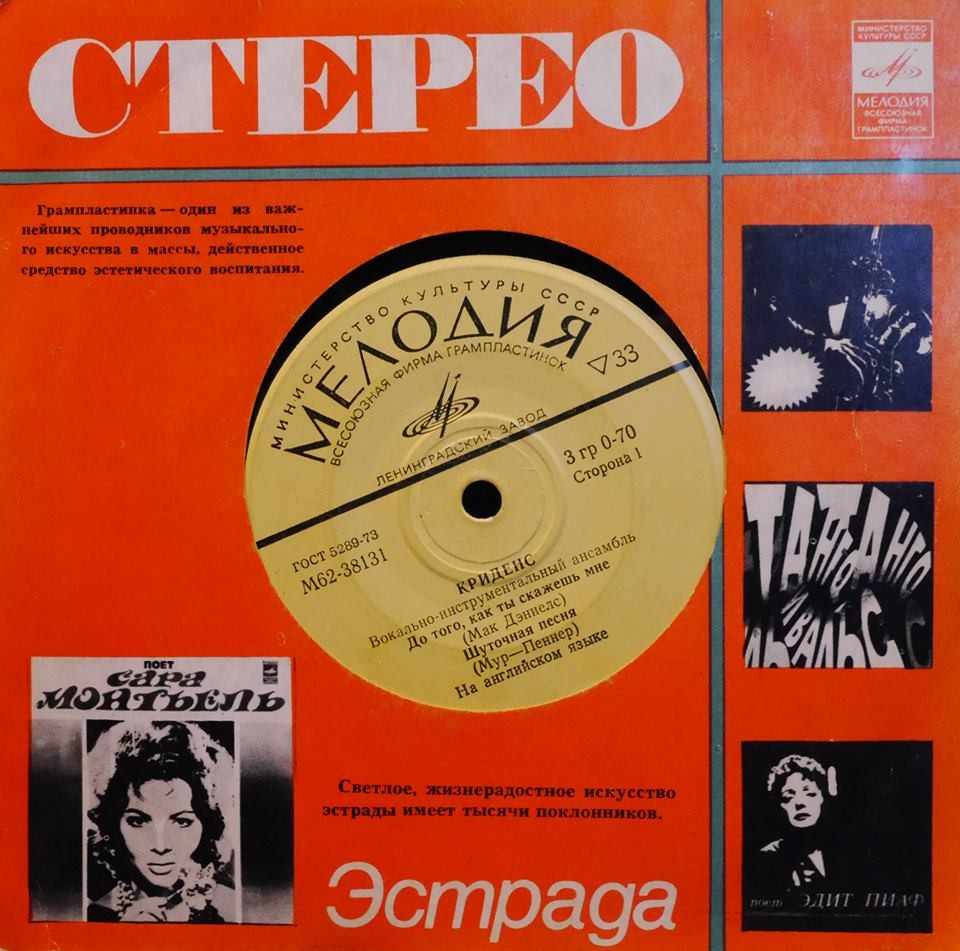 СТЕРЕО
МИНИСТЕРСТВО
КУЛЬТУРЫ СССР
МЕЛОДИЯ
ВСЕСОЮЗНАЯ
ФИРМА
ГРАМПЛАСТИНОК
Грампластинка — один из важ-
нейших проводников музыкально-
го искусства в массы, действенное
средство эстетического воспитания.
МИНИСТЕРСТВО КУЛЬТУРЫ СССР
МЕЛОДИЯ
ВСЕСОЮЗНАЯ ФИРМА ГРАМПЛАСТИНОК
33
ЛЕНИНГРАДСКИЙ ЗАВОД
3 гр 0-70
Сторона 1
ГОСТ 5289-73
М62-38131
КРИДЕНС
Вокально-инструментальный ансамбль
До того, как ты скажешь мне
(Мак Дэниелс)
Шуточная песня
(Мур—Пеннер)
На английском языке
ТАНГО
ТАНГО
ВАЛЬС
ПОЕТ
Сара
МОНТЬЕЛЬ
Светлое, жизнерадостное искусство
эстрады имеет тысячи поклонников.
Эстрада
поет ЭДИТ ПИАФ